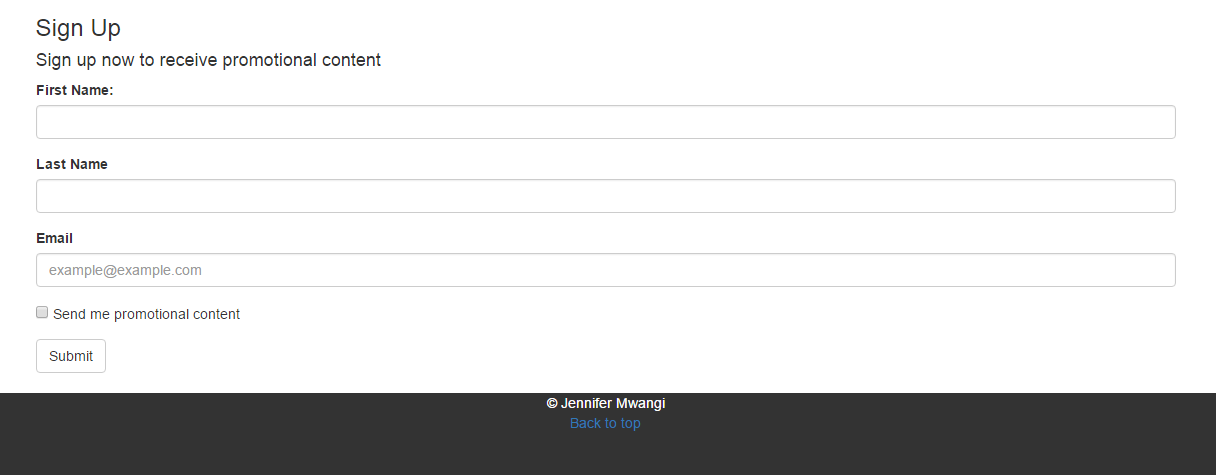 Sign Up
Sign up now to receive promotional content
First Name:
Last Name
Email
example@example.com
Send me promotional content
Submit
© Jennifer Mwangi
Back to top